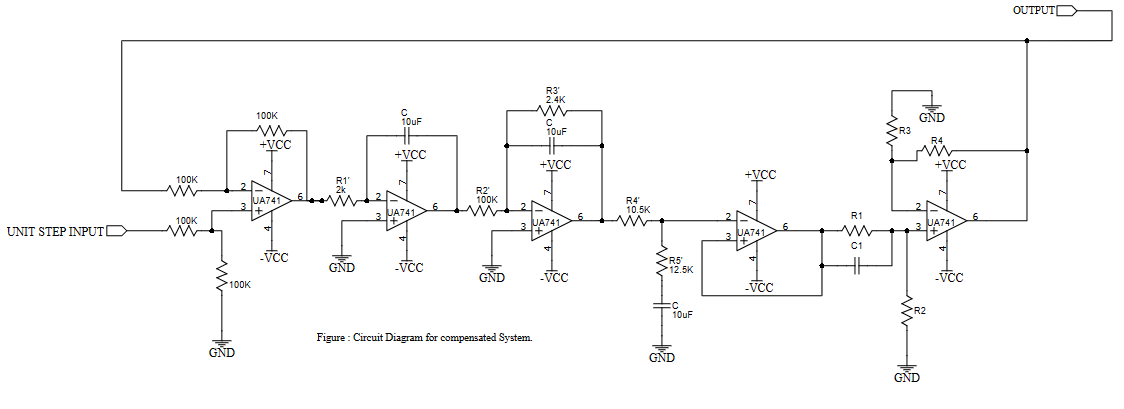 OUTPUT
GND
R3
R4
+VCC
7
2
UA741
6
3
4
-VCC
R3'
2.4K
C
10uF
+VCC
7
2
UA741
6
3
4
-VCC
GND
C
10uF
+VCC
7
2
UA741
6
3
4
-VCC
GND
100K
+VCC
7
100K
2
UA741
6
100K
3
4
-VCC
UNIT STEP INPUT
100K
GND
R1'
2k
R2'
100K
R4'
10.5K
R5'
12.5K
C
10uF
GND
+VCC
7
2
UA741
6
3
4
-VCC
R1
C1
R2
GND
Figure : Circuit Diagram for compensated System.